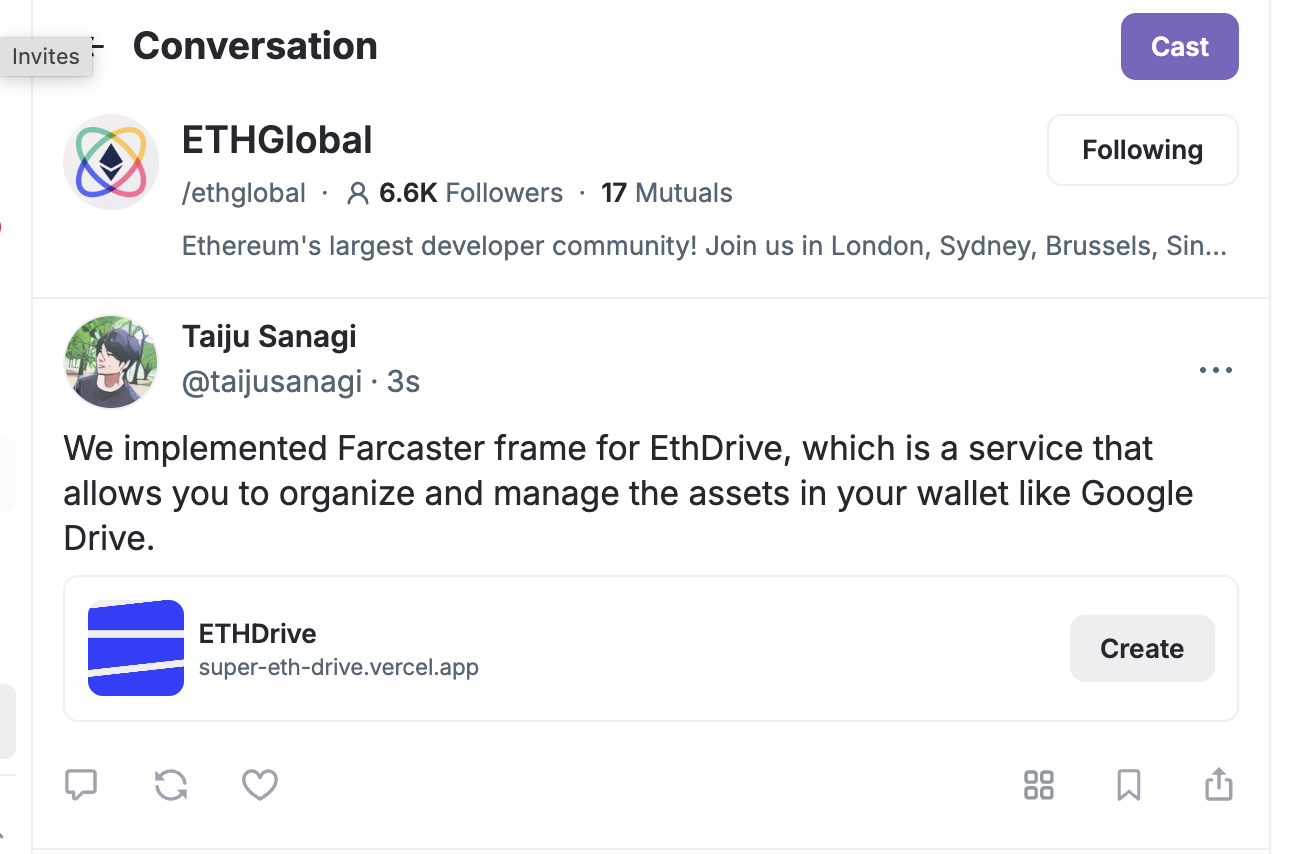 Invites
Conversation
Cast
ETHGlobal
Following
/ethglobal · 6.6K Followers · 17 Mutuals
Ethereum's largest developer community! Join us in London, Sydney, Brussels, Sin...
Taiju Sanagi
@taijusanagi · 3s
We implemented Farcaster frame for EthDrive, which is a service that
allows you to organize and manage the assets in your wallet like Google
Drive.
ETHDrive
super-eth-drive.vercel.app
Create